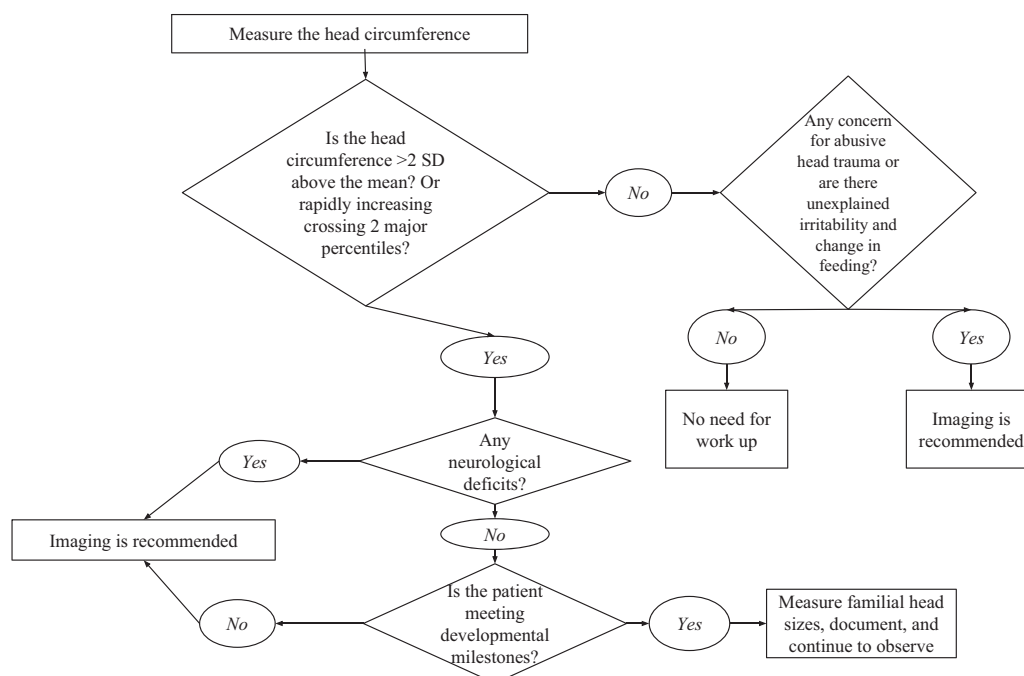 Measure the head circumference
Is the head
circumference >2 SD
above the mean? Or
rapidly increasing
crossing 2 major
percentiles?
No
Any concern
for abusive
head trauma or
are there
unexplained
irritability and
change in
feeding?
No
Yes
No need for
work up
Imaging is
recommended
Yes
Any
neurological
deficits?
Yes
Imaging is recommended
No
Is the patient
meeting
developmental
milestones?
No
Yes
Measure familial head
sizes, document, and
continue to observe